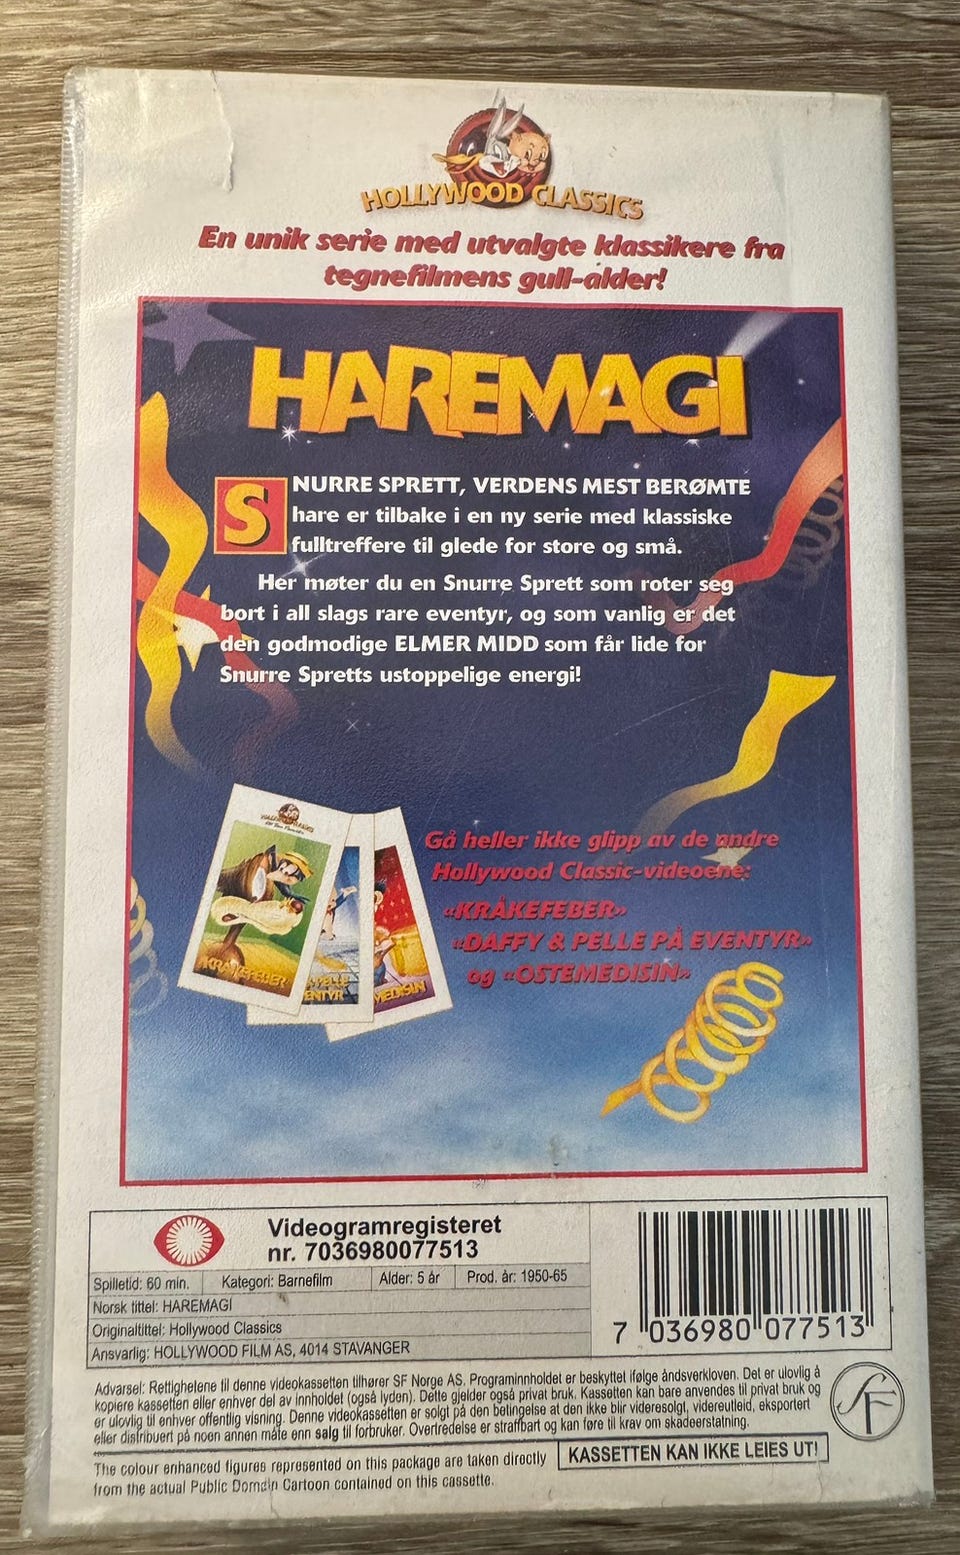 HOLLYWOOD CLASSICS
En unik serie med utvalgte klassikere fra
tegnefilmens gull-alder!
HAREMAGI
SNURRE SPRETT, VERDENS MEST BERØMTE
hare er tilbake i en ny serie med klassiske
fulltreffere til glede for store og små.
Her møter du en Snurre Sprett som roter seg
bort i all slags rare eventyr, og som vanlig er det
den godmodige ELMER MIDD som får lide for
Snurre Spretts ustoppelige energi!
Gå heller ikke glipp av de andre
Hollywood Classic-videoene:
«KRÅKEFEBER»
«DAFFY & PELLE PÅ EVENTYR»
og «OSTEMEDISIN»
KRÅKEFEBER
PELLE
ENTYR
MEDISIN
Videogramregisteret
nr. 7036980077513
Spilletid: 60 min. Kategori: Barnefilm Alder: 5 år Prod. år: 1950-65
Norsk tittel: HAREMAGI
Originaltittel: Hollywood Classics
Ansvarlig: HOLLYWOOD FILM AS, 4014 STAVANGER
7 036980 077513
Advarsel: Rettighetene til denne videokassetten tilhører SF Norge AS. Programinnholdet er beskyttet ifølge åndsverkloven. Det er ulovlig å
kopiere kassetten eller enhver del av innholdet (også lyden). Dette gjelder også privat bruk. Kassetten kan bare anvendes til privat bruk og
er ulovlig til enhver offentlig visning. Denne videokassetten er solgt på den betingelse at den ikke blir videresolgt, videreutleid, eksportert
eller distribuert på noen annen måte enn salg til forbruker. Overtredelse er straffbart og kan føre til krav om skadeerstatning.
SF
KASSETTEN KAN IKKE LEIES UT!
The colour enhanced figures represented on this package are taken directly
from the actual Public Domain Cartoon contained on this cassette.